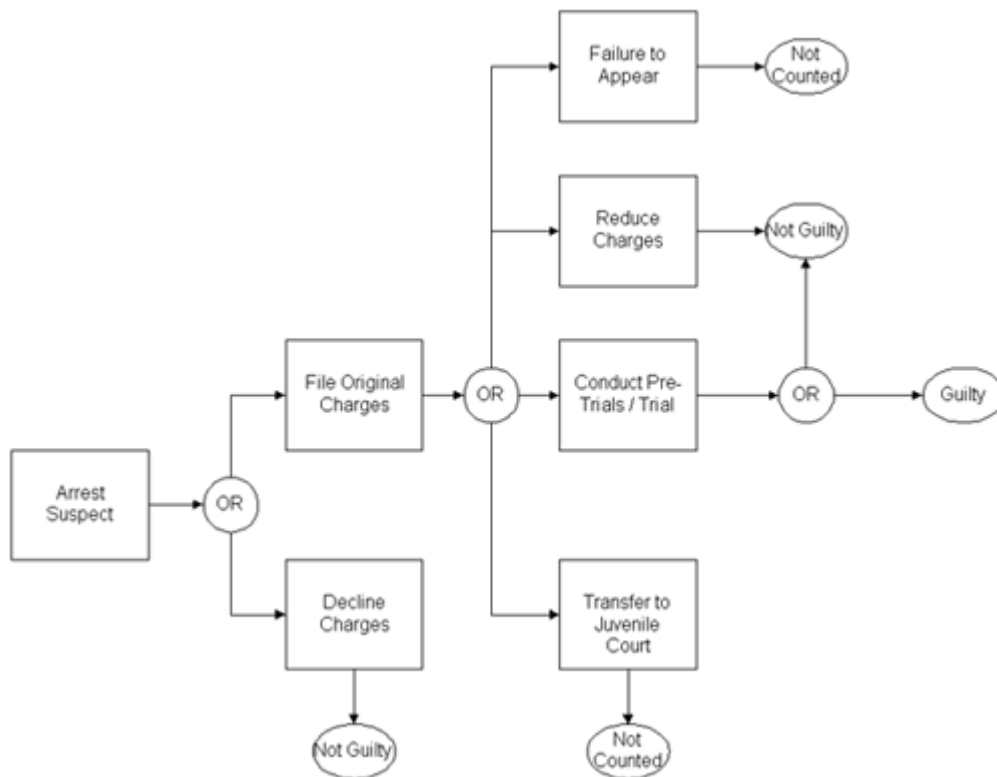 Failure to
Appear
Not
Counted
Reduce
Charges
Not Guilty
File Original
Charges
OR
Conduct Pre-
Trials / Trial
OR
Guilty
Arrest
Suspect
OR
Decline
Charges
Transfer to
Juvenile
Court
Not Guilty
Not
Counted